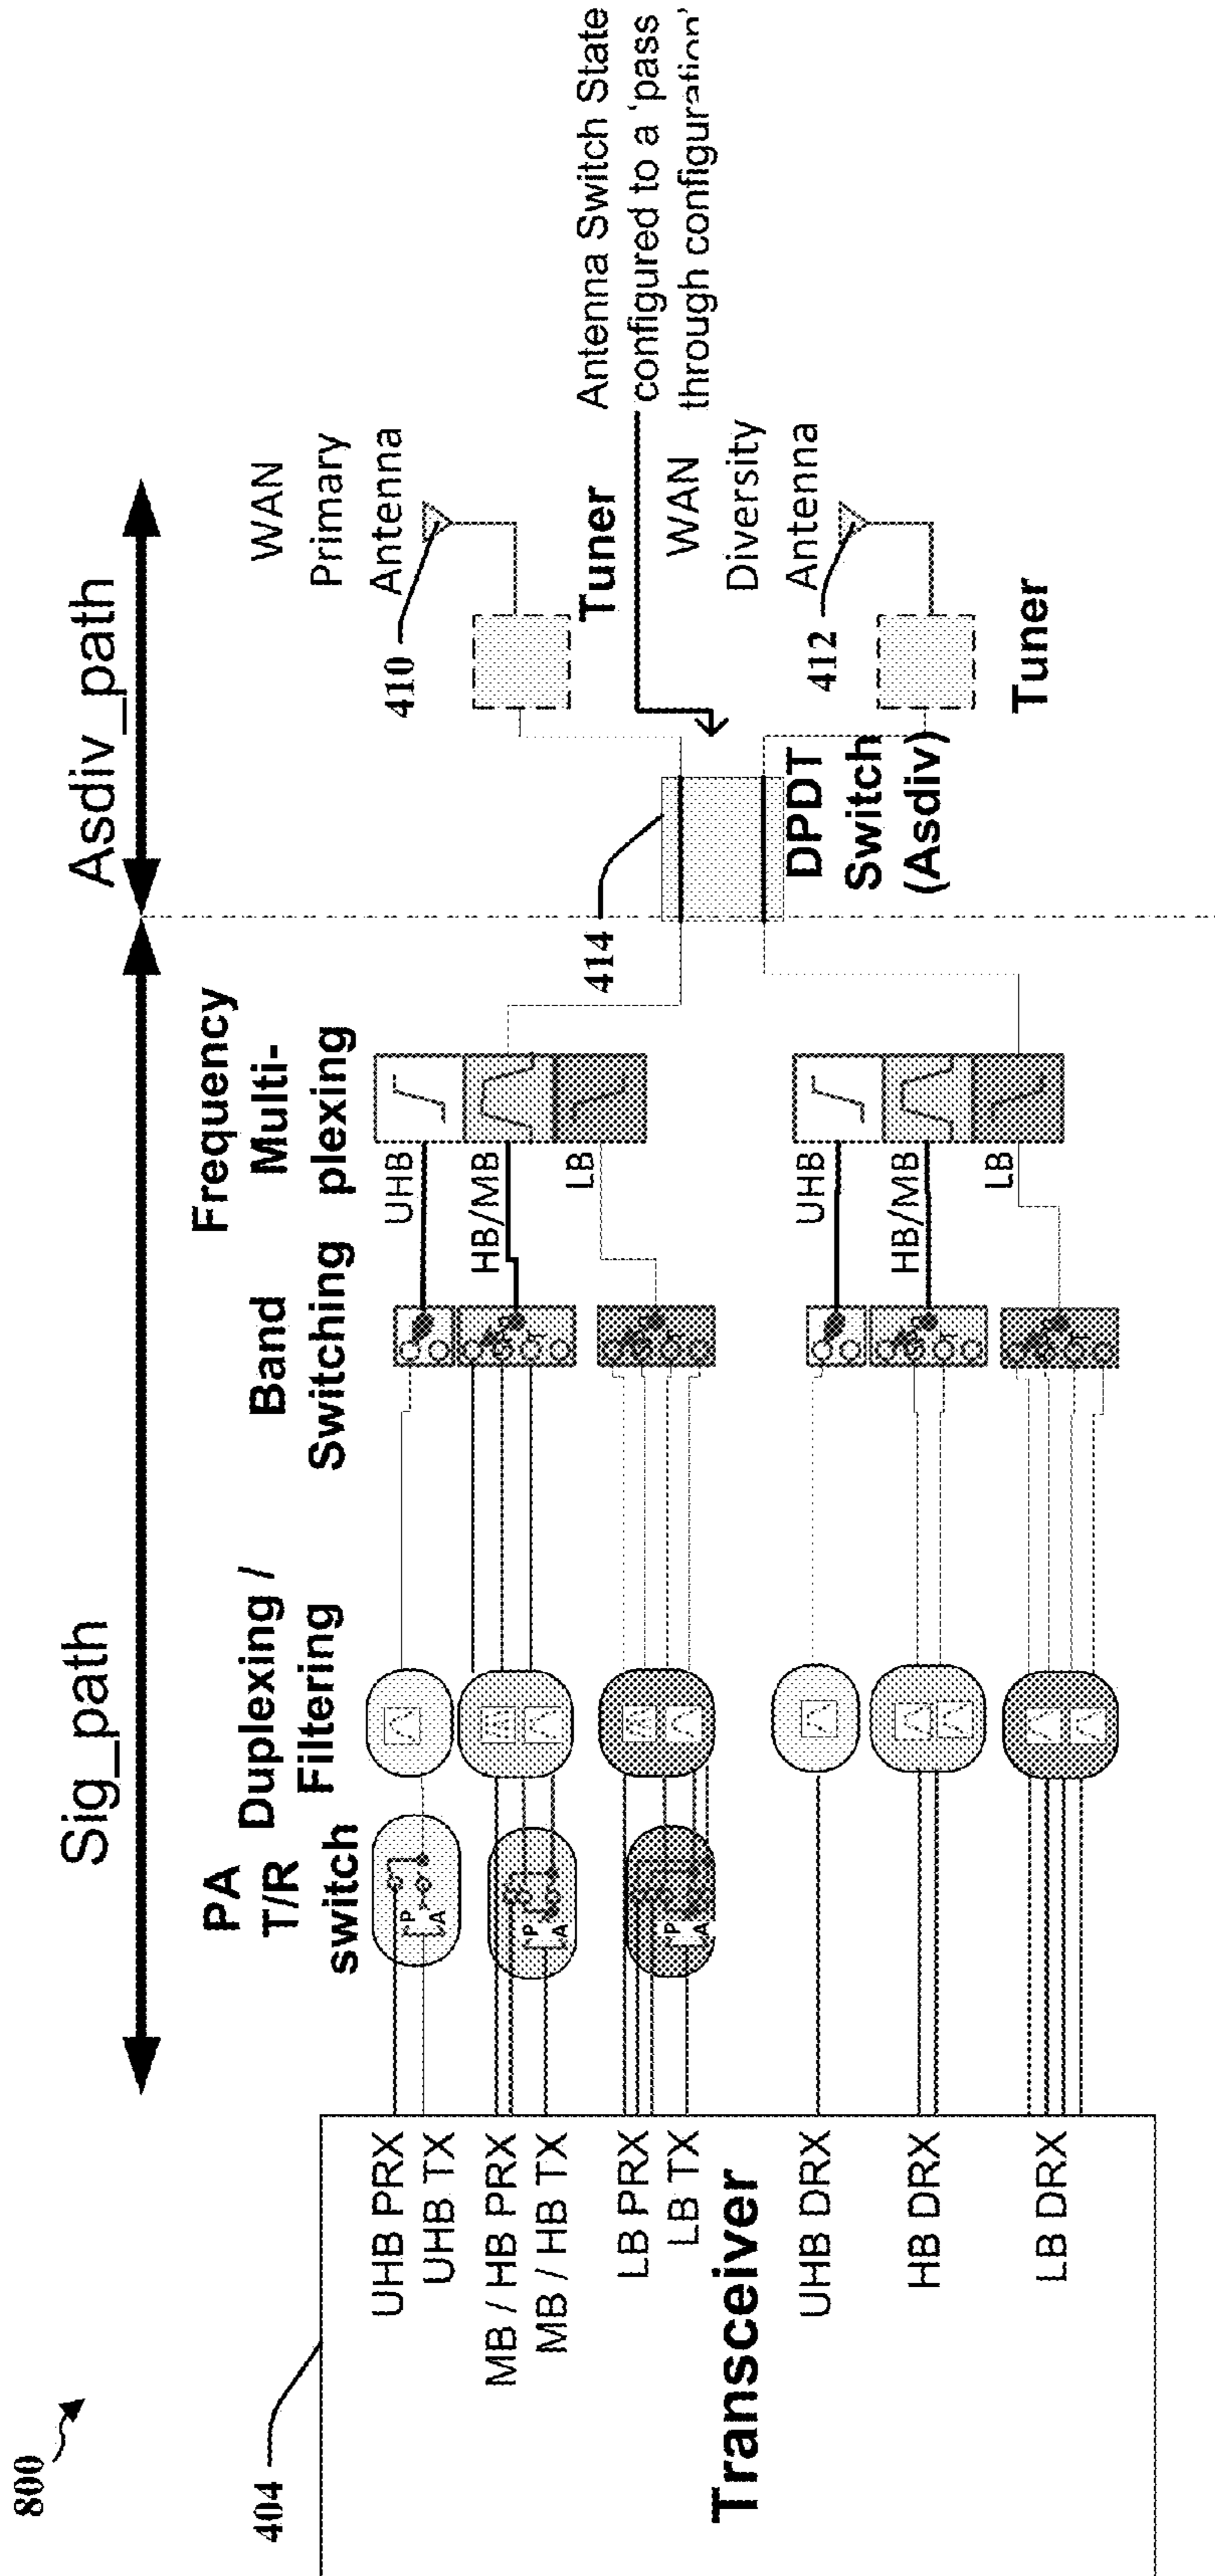 800
Sig_path
Asdiv_path
PA
T/R
switch
Duplexing /
Filtering
Band
Switching
Frequency
Multi-
plexing
404
Transceiver
UHB PRX
UHB TX
MB / HB PRX
MB / HB TX
LB PRX
LB TX
UHB DRX
HB DRX
LB DRX
P
A
P
A
P
A
UHB
HB/MB
LB
UHB
HB/MB
LB
414
DPDT
Switch
(Asdiv)
410
WAN
Primary
Antenna
Tuner
412
WAN
Diversity
Antenna
Tuner
Antenna Switch State
configured to a 'pass
through configuration'